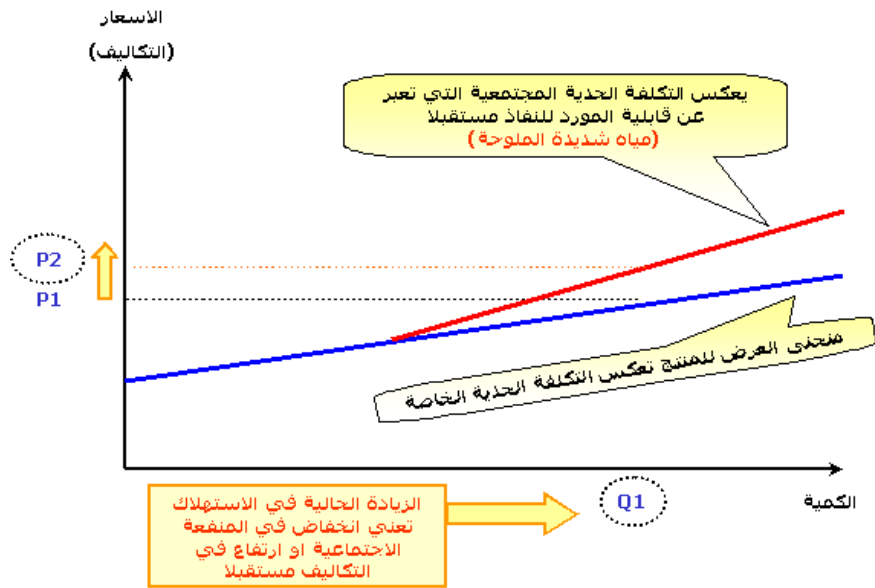 الاسعار
(التكاليف)
يعكس التكلفة الحدية المجتمعية التي تعبر
عن قابلية المورد للنفاذ مستقبلا
(مياه شديدة الملوحة)
P2
P1
منحنى العرض للمنتج تعكس التكلفة الحدية الخاصة
الكمية
Q1
الزيادة الحالية في الاستهلاك
تعني انخفاض في المنفعة
الاجتماعية او ارتفاع في
التكاليف مستقبلا